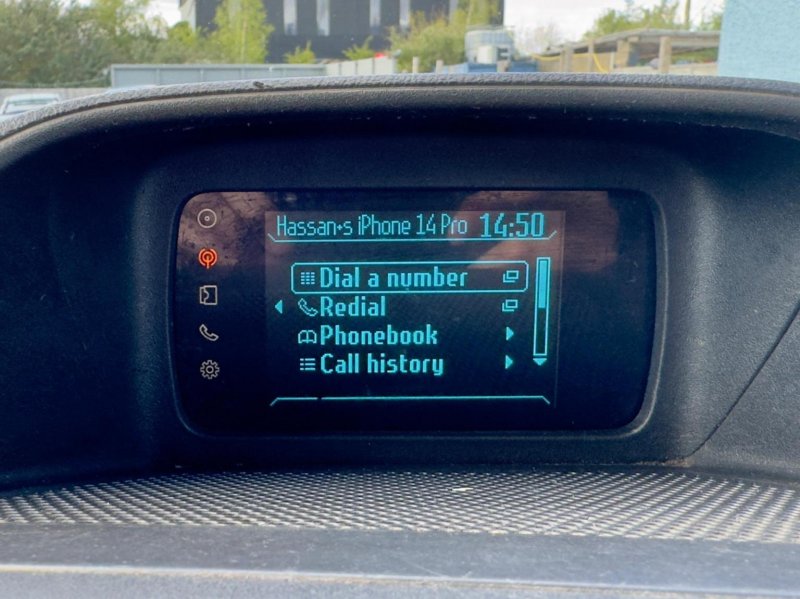 Hassan+s iPhone 14 Pro 14:50
Dial a number
Redial
Phonebook
Call history